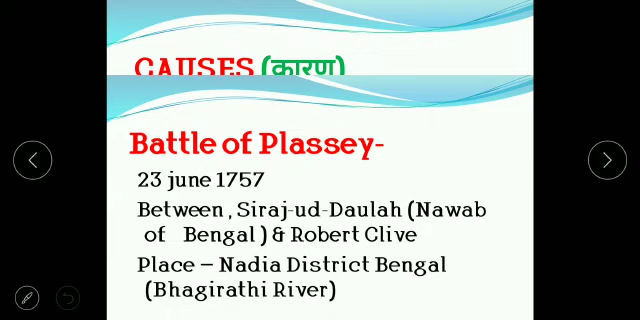 CAUSES (कारण)
Battle of Plassey-
23 june 1757
Between , Siraj-ud-Daulah (Nawab
of Bengal ) & Robert Clive
Place – Nadia District Bengal
(Bhagirathi River)